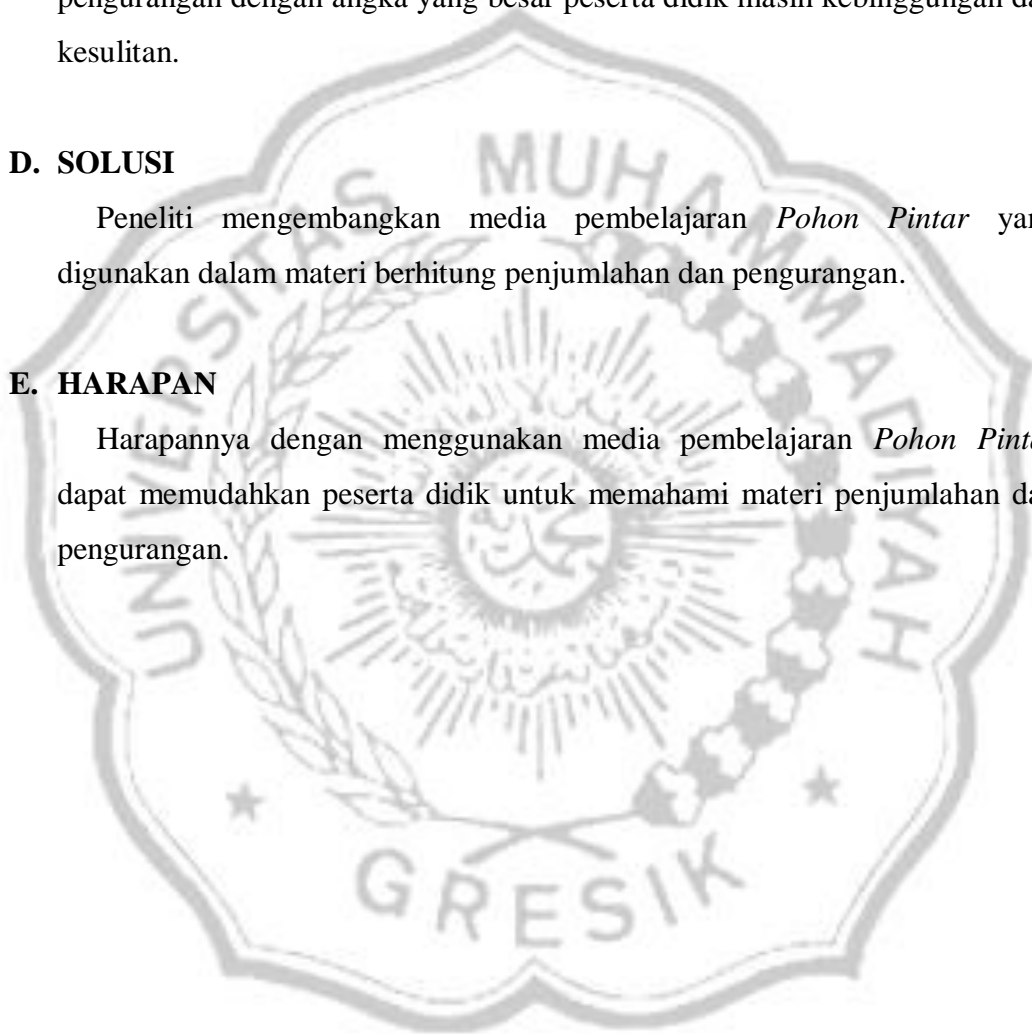 pengurangan dengan angka yang besar peserta didik masih kebinggungan da
kesulitan.
D. SOLUSI
Peneliti mengembangkan media pembelajaran Pohon Pintar yan
digunakan dalam materi berhitung penjumlahan dan pengurangan.
E. HARAPAN
Harapannya dengan menggunakan media pembelajaran Pohon Pinta
dapat memudahkan peserta didik untuk memahami materi penjumlahan da
pengurangan.
UNIVERSITAS MUHAMMADIYAH
GRESIK